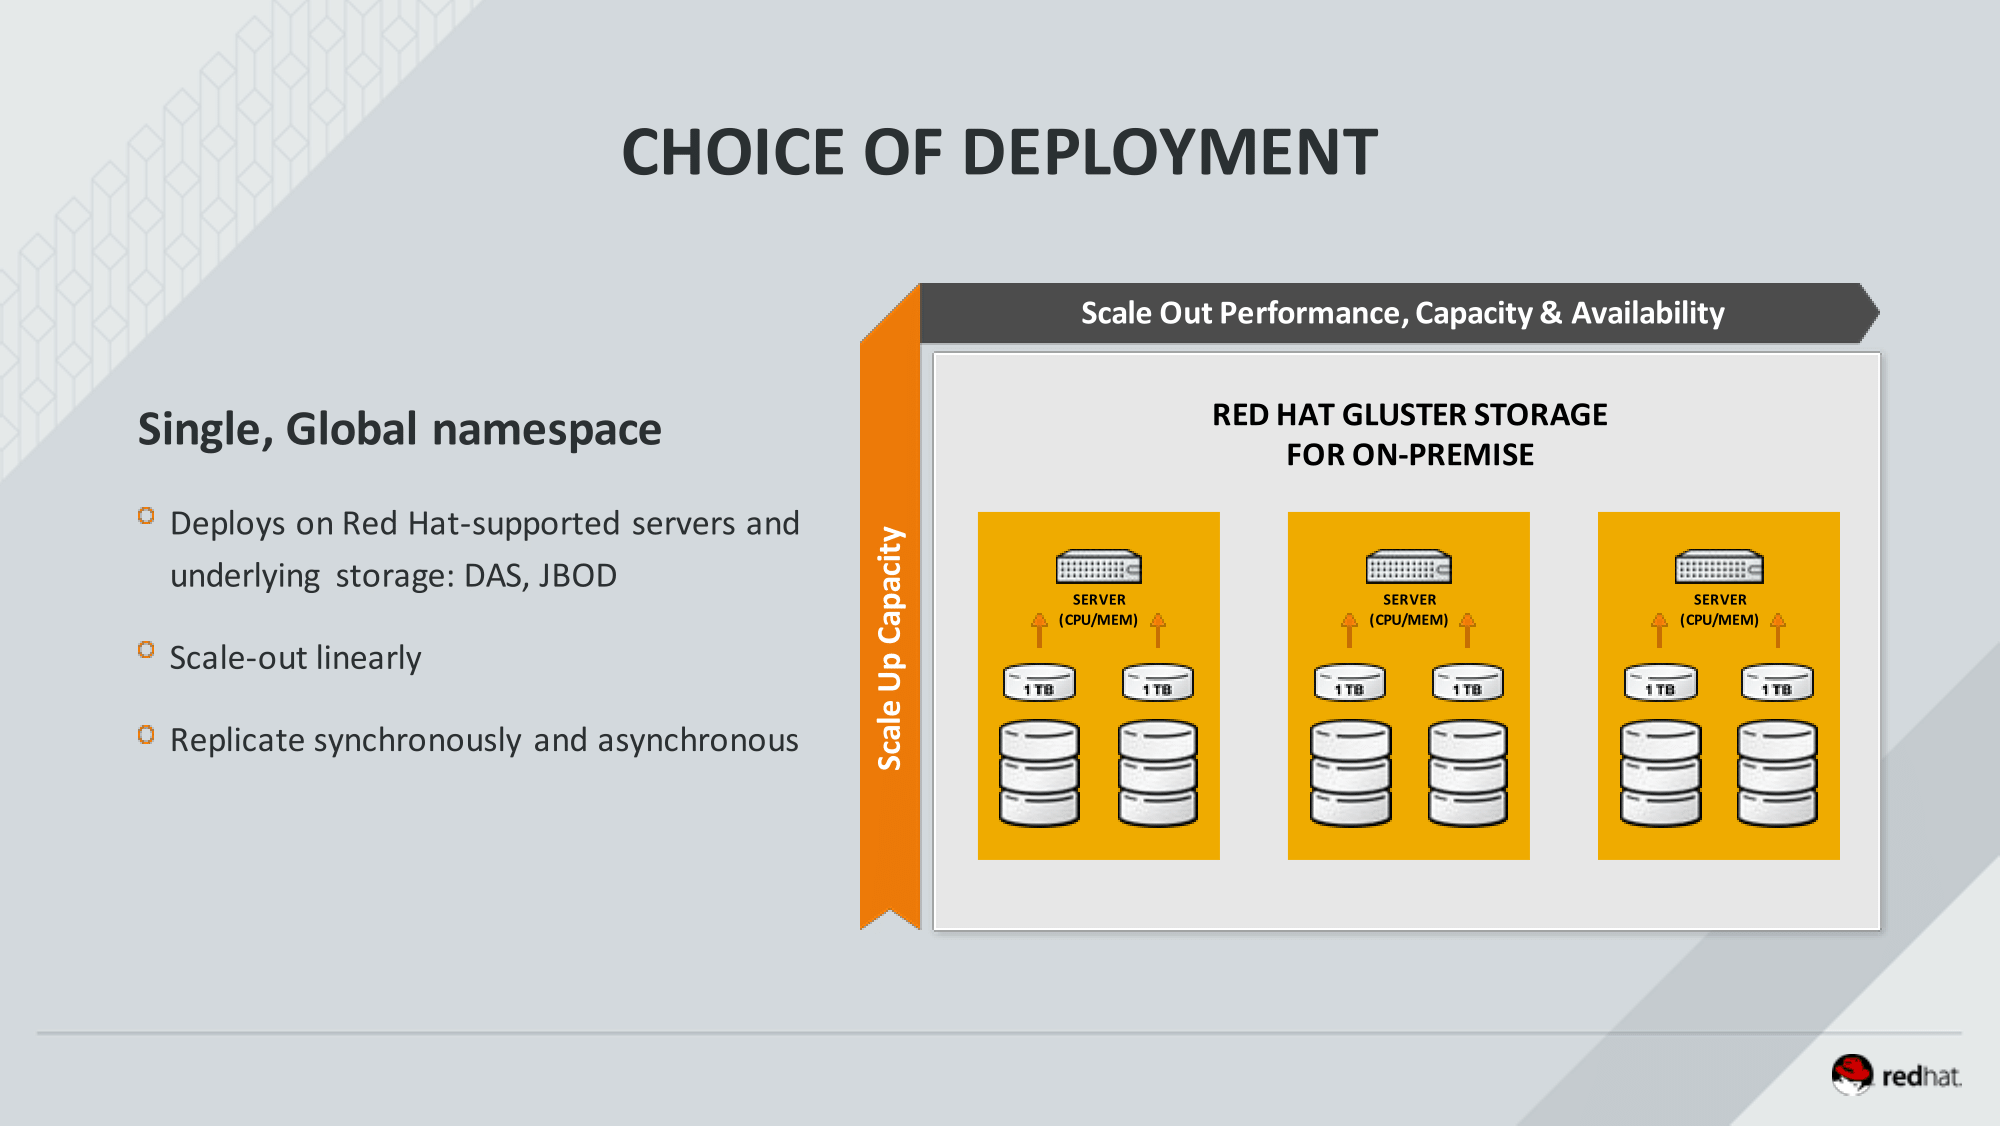 CHOICE OF DEPLOYMENT
Single, Global namespace
Deploys on Red Hat-supported servers and
underlying storage: DAS, JBOD
Scale-out linearly
Replicate synchronously and asynchronous
Scale Up Capacity
Scale Out Performance, Capacity & Availability
RED HAT GLUSTER STORAGE
FOR ON-PREMISE
SERVER
(CPU/MEM)
1 TB
1 TB
SERVER
(CPU/MEM)
1 TB
1 TB
SERVER
(CPU/MEM)
1 TB
1 TB
redhat.